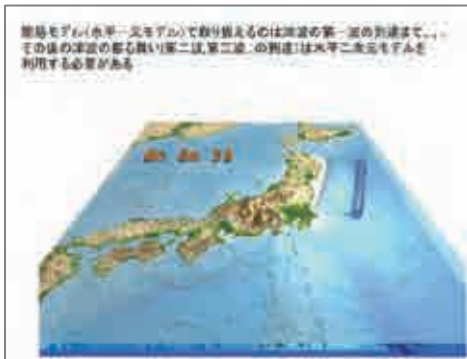 簡易モデル(水平一次元モデル)で取り扱えるのは津波の第一波の到達まで、
その後の津波の振る舞い(第二波,第三波…の到達)は水平二次元モデルを
利用する必要がある